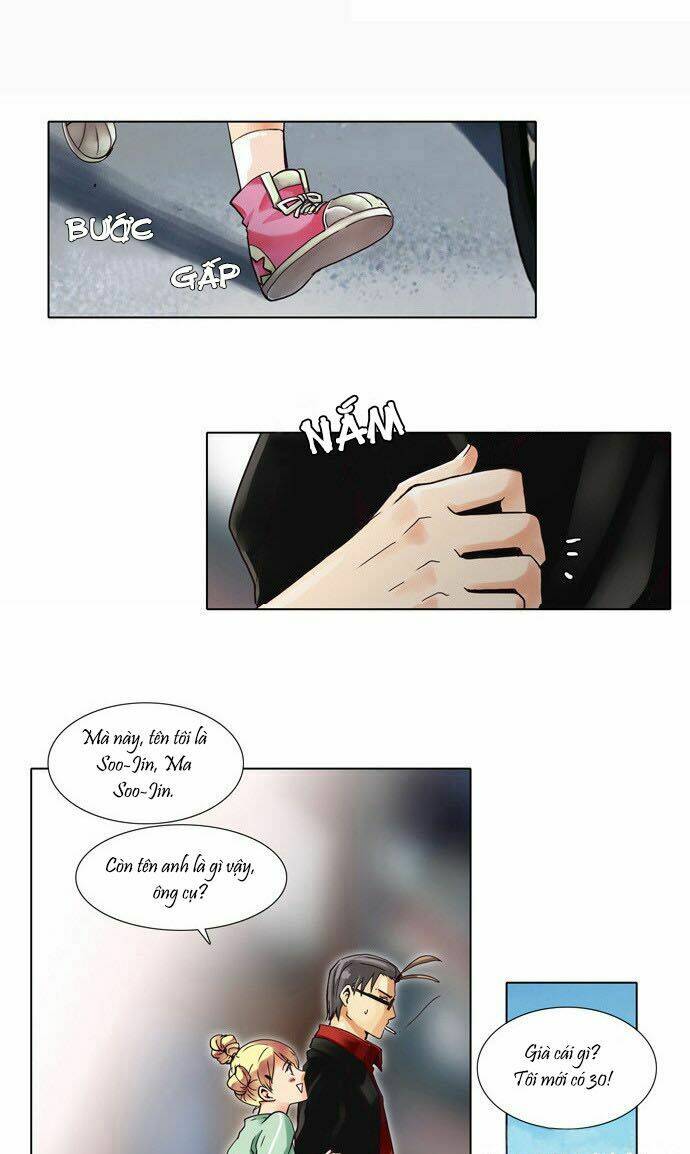 BƯỚC
GẤP
NẮM
Mà này, tên tôi là
Soo-Jin, Ma
Soo-Jin.
Còn tên anh là gì vậy,
ông cụ?
Già cái gì?
Tôi mới có 30!